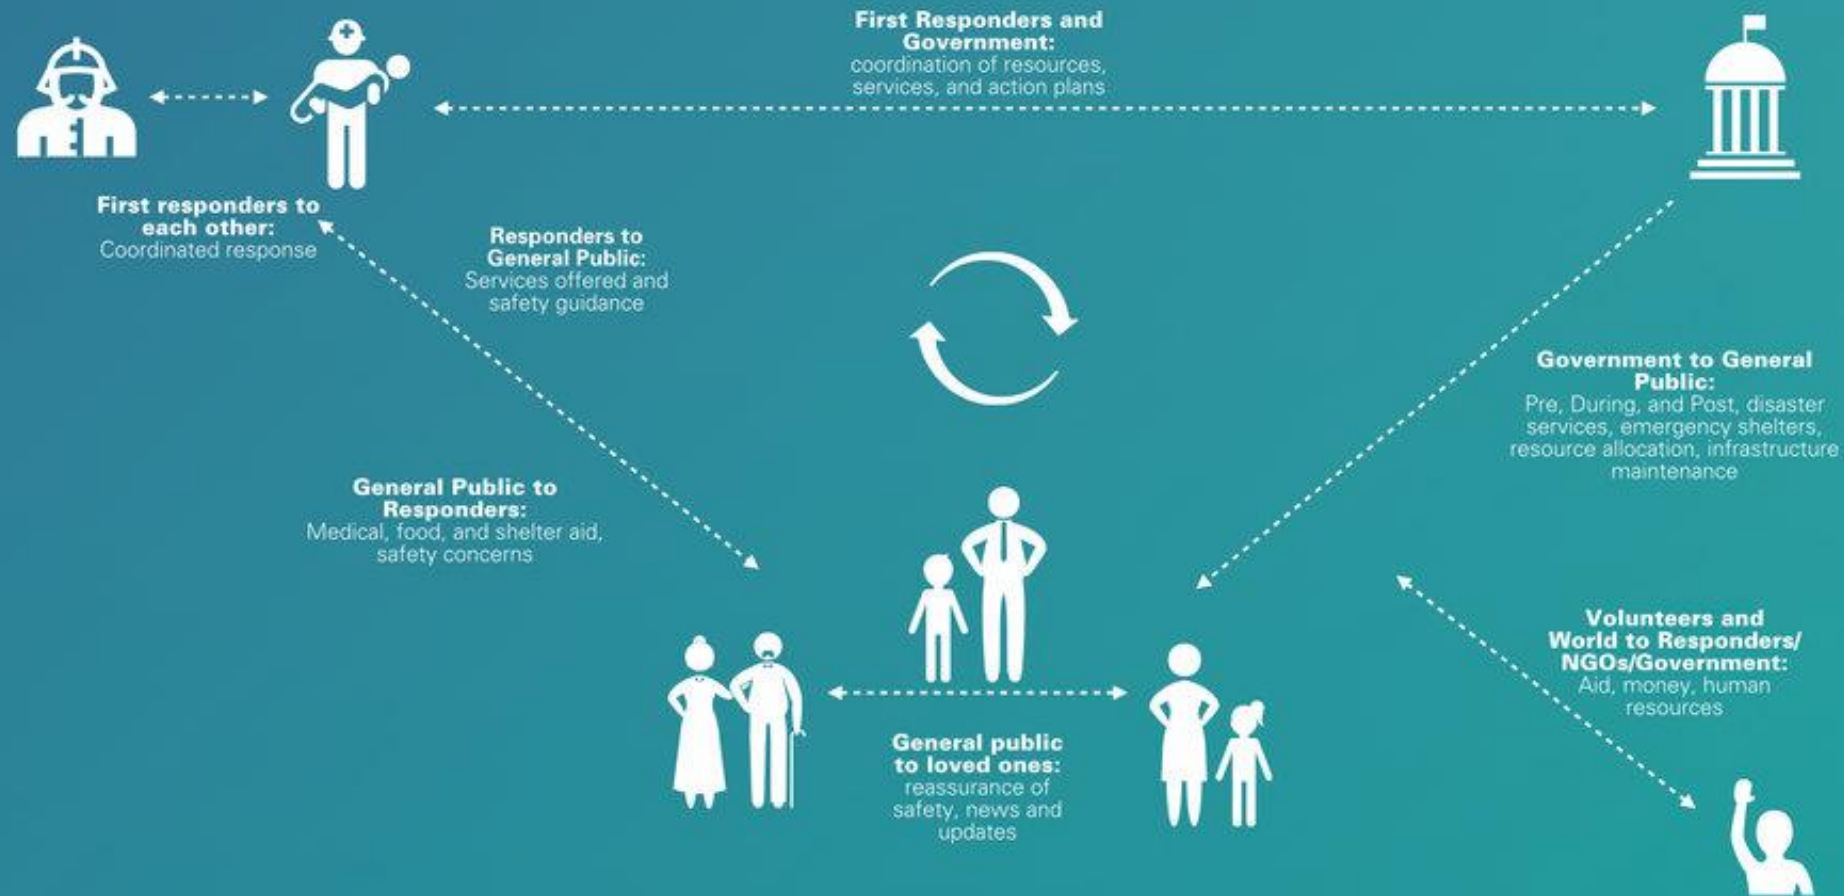 First Responders and
Government:
coordination of resources,
services, and action plans
First responders to
each other:
Coordinated response
Responders to
General Public:
Services offered and
safety guidance
Government to General
Public:
Pre, During, and Post, disaster
services, emergency shelters,
resource allocation, infrastructure
maintenance
General Public to
Responders:
Medical, food, and shelter aid,
safety concerns
Volunteers and
World to Responders/
NGOs/Government:
Aid, money, human
resources
General public
to loved ones:
reassurance of
safety, news and
updates